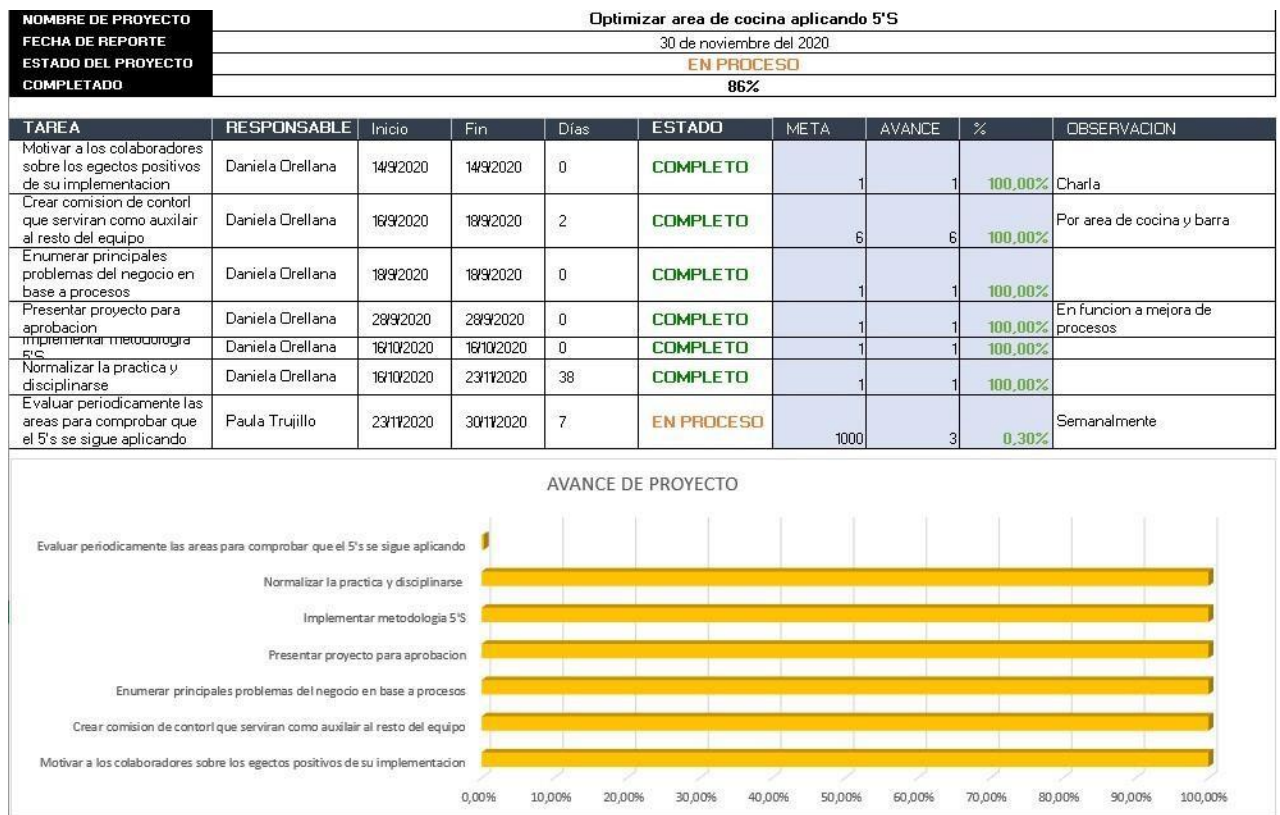 NOMBRE DE PROYECTO Optimizar area de cocina aplicando 5'S
FECHA DE REPORTE 30 de noviembre del 2020
ESTADO DEL PROYECTO EN PROCESO
COMPLETADO 86%
TAREA RESPONSABLE Inicio Fin Días ESTADO META AVANCE % OBSERVACION
Motivar a los colaboradores
sobre los egectos positivos
de su implementacion
Daniela Orellana 14/9/2020 14/9/2020 0 COMPLETO 1 1 100,00% Charla
Crear comision de contorl
que serviran como auxilair
al resto del equipo
Daniela Orellana 16/9/2020 18/9/2020 2 COMPLETO 6 6 100,00% Por area de cocina y barra
Enumerar principales
problemas del negocio en
base a procesos
Daniela Orellana 18/9/2020 18/9/2020 0 COMPLETO 1 1 100,00%
Presentar proyecto para
aprobacion
Daniela Orellana 28/9/2020 28/9/2020 0 COMPLETO 1 1 100,00% En funcion a mejora de
procesos
Implementar metodologia
5'S
Daniela Orellana 16/10/2020 16/10/2020 0 COMPLETO 1 1 100,00%
Normalizar la practica y
disciplinarse
Daniela Orellana 16/10/2020 23/11/2020 38 COMPLETO 1 1 100,00%
Evaluar periodicamente las
areas para comprobar que
el 5's se sigue aplicando
Paula Trujillo 23/11/2020 30/11/2020 7 EN PROCESO 1000 3 0,30% Semanalmente
AVANCE DE PROYECTO
Evaluar periodicamente las areas para comprobar que el 5's se sigue aplicando
Normalizar la practica y disciplinarse
Implementar metodologia 5'S
Presentar proyecto para aprobacion
Enumerar principales problemas del negocio en base a procesos
Crear comision de contorl que serviran como auxilair al resto del equipo
Motivar a los colaboradores sobre los egectos positivos de su implementacion
0,00% 10,00% 20,00% 30,00% 40,00% 50,00% 60,00% 70,00% 80,00% 90,00% 100,00%